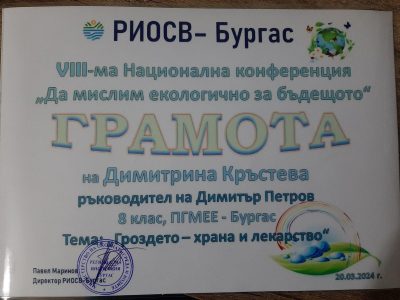 РИОСВ– Бургас
VIII-ма Национална конференция
„Да мислим екологично за бъдещото“
ГРАМОТА
на Димитрина Кръстева
ръководител на Димитър Петров
8 клас, ПГМЕЕ - Бургас
Тема: „Гроздето – храна и лекарство“
Павел Маринов
Директор РИОСВ-Бургас
20.03.2024 г.